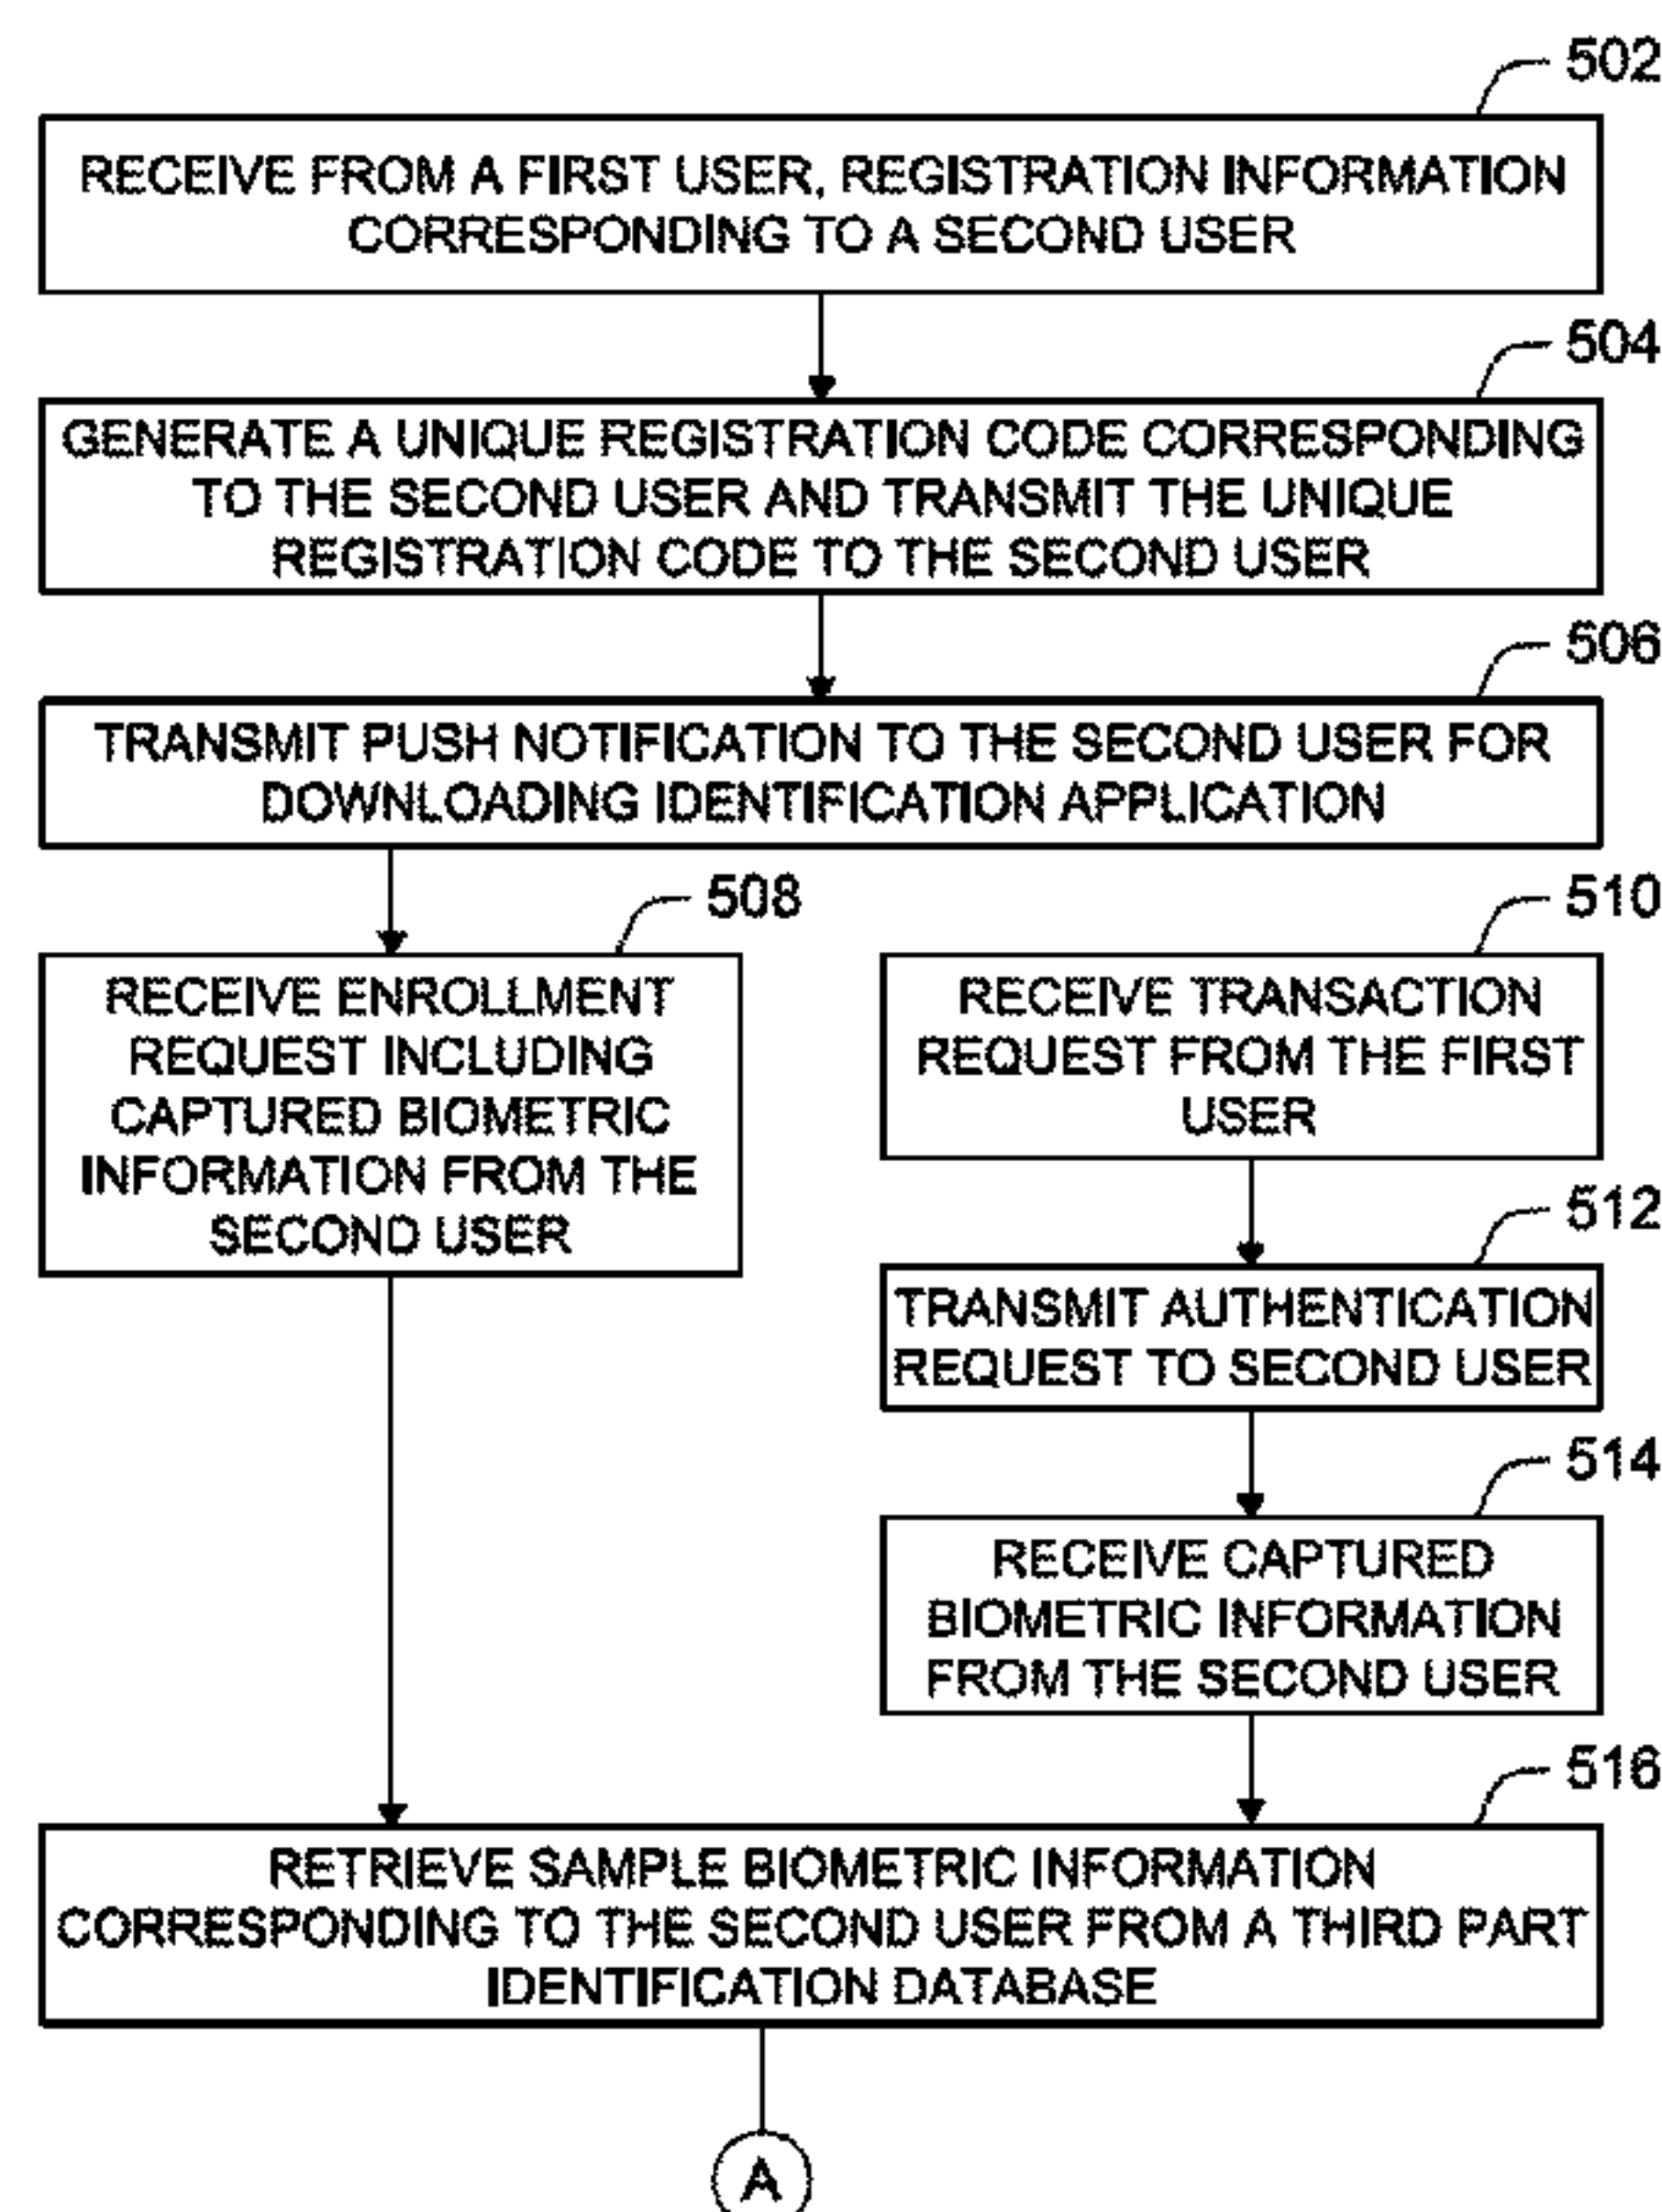 502
RECEIVE FROM A FIRST USER, REGISTRATION INFORMATION
CORRESPONDING TO A SECOND USER
504
GENERATE A UNIQUE REGISTRATION CODE CORRESPONDING
TO THE SECOND USER AND TRANSMIT THE UNIQUE
REGISTRATION CODE TO THE SECOND USER
506
TRANSMIT PUSH NOTIFICATION TO THE SECOND USER FOR
DOWNLOADING IDENTIFICATION APPLICATION
508
RECEIVE ENROLLMENT
REQUEST INCLUDING
CAPTURED BIOMETRIC
INFORMATION FROM THE
SECOND USER
510
RECEIVE TRANSACTION
REQUEST FROM THE FIRST
USER
512
TRANSMIT AUTHENTICATION
REQUEST TO SECOND USER
514
RECEIVE CAPTURED
BIOMETRIC INFORMATION
FROM THE SECOND USER
516
RETRIEVE SAMPLE BIOMETRIC INFORMATION
CORRESPONDING TO THE SECOND USER FROM A THIRD PART
IDENTIFICATION DATABASE
A